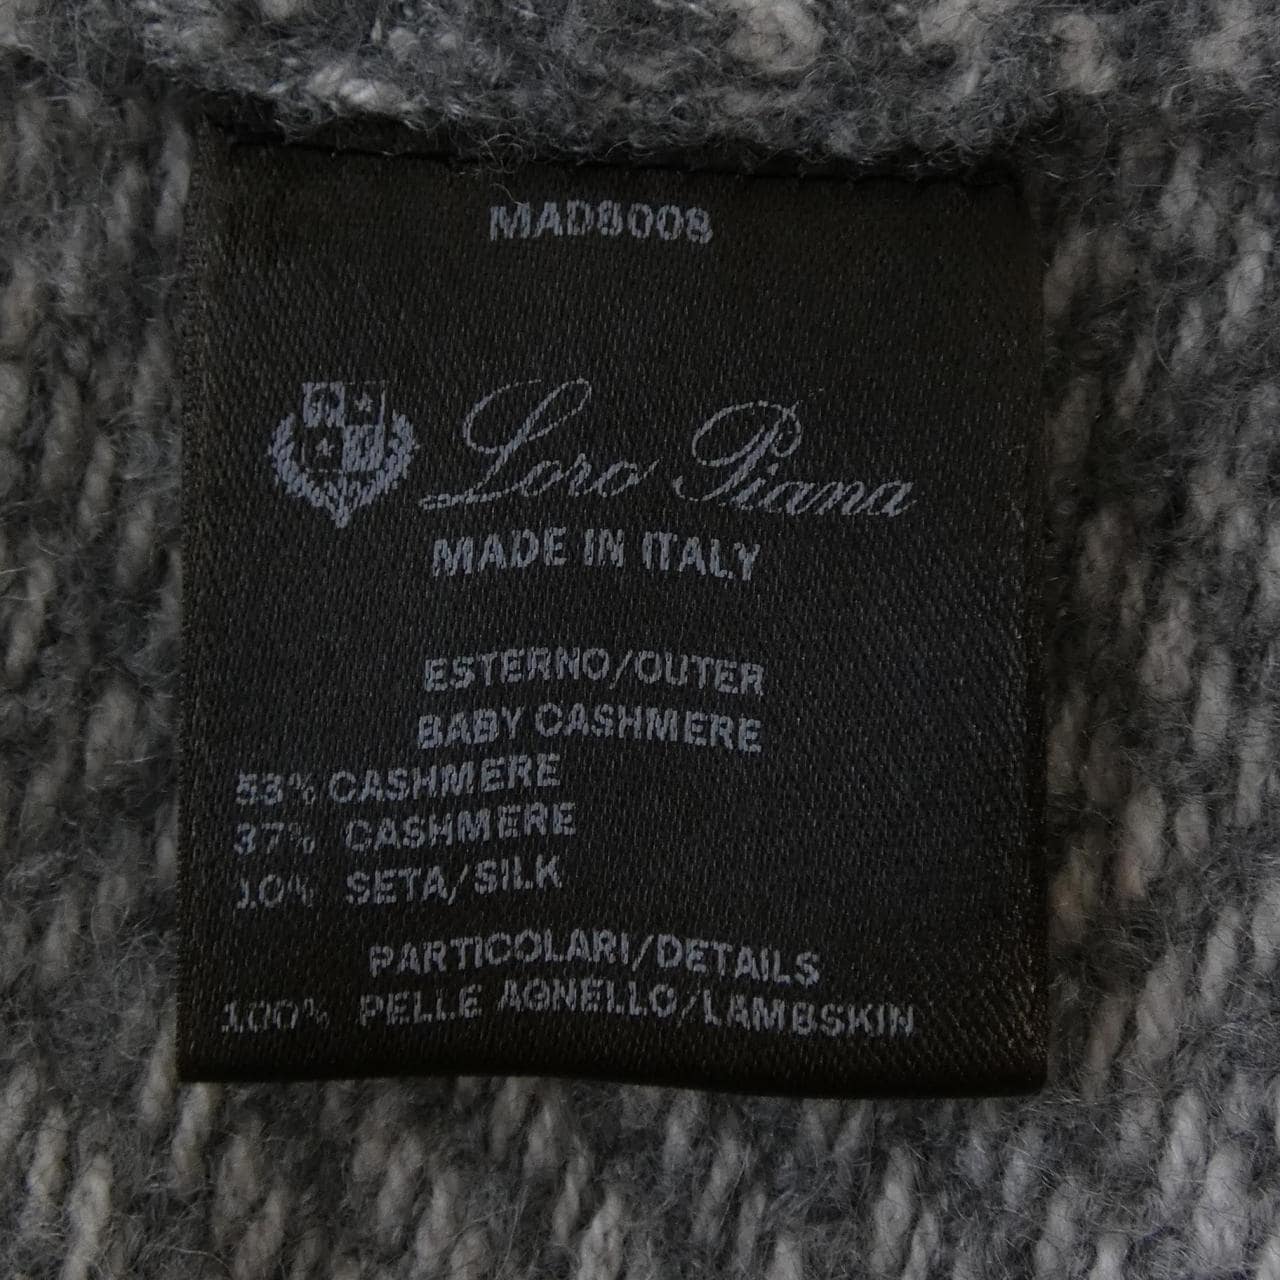 MAD8008
Loro Piana
MADE IN ITALY
ESTERNO/OUTER
BABY CASHMERE
53% CASHMERE
37% CASHMERE
10% SETA/SILK
PARTICOLARI/DETAILS
100% PELLE AGNELLO/LAMBSKIN